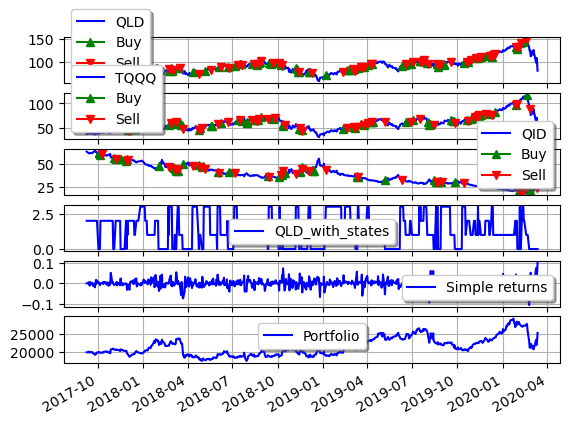 QLD
Buy
Sell
150
100
TQQQ
Buy
Sell
100
50
QID
Buy
Sell
50
25
2.5
0.0
QLD_with_states
0.1
0.0
-0.1
Simple returns
25000
20000
Portfolio
2017-10
2018-01
2018-04
2018-07
2018-10
2019-01
2019-04
2019-07
2019-10
2020-01
2020-04